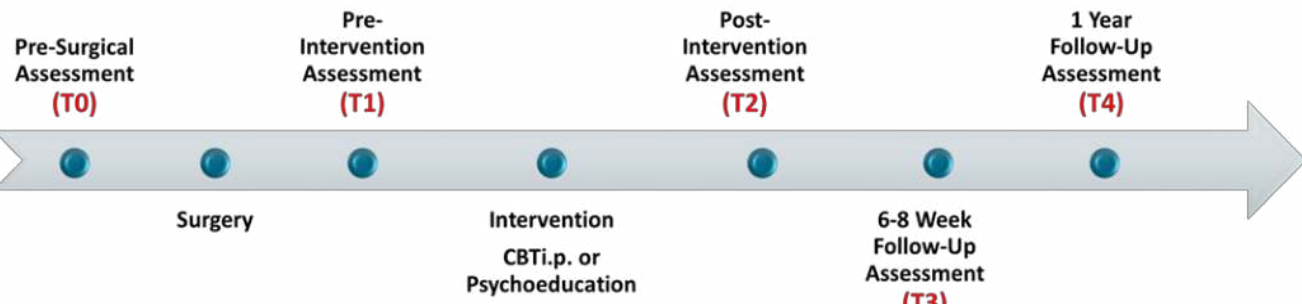 Pre-Surgical
Assessment
(T0)
Surgery
Pre-
Intervention
Assessment
(T1)
Intervention
CBTi.p. or
Psychoeducation
Post-
Intervention
Assessment
(T2)
6-8 Week
Follow-Up
Assessment
(T3)
1 Year
Follow-Up
Assessment
(T4)